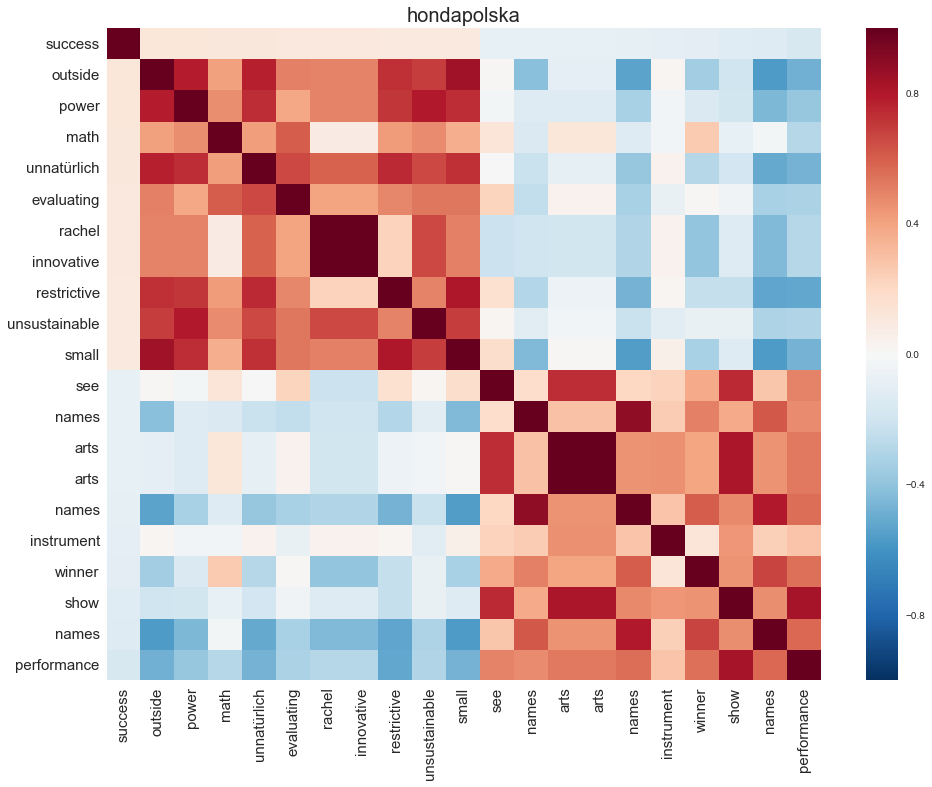 hondapolska
success
outside
power
math
unnatürlich
evaluating
rachel
innovative
restrictive
unsustainable
small
see
names
arts
arts
names
instrument
winner
show
names
performance
0.8
0.4
0.0
−0.4
−0.8
success
outside
power
math
unnatürlich
evaluating
rachel
innovative
restrictive
unsustainable
small
see
names
arts
arts
names
instrument
winner
show
names
performance